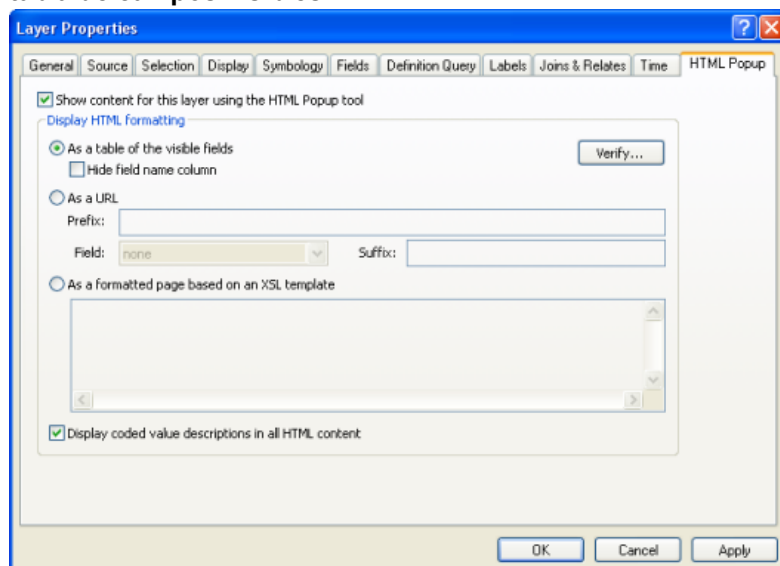 Layer Properties
General Source Selection Display Symbology Fields Definition Query Labels Joins & Relates Time HTML Popup
Show content for this layer using the HTML Popup tool
Display HTML formatting
As a table of the visible fields
Verify...
Hide field name column
As a URL
Prefix:
Field: none Suffix:
As a formatted page based on an XSL template
Display coded value descriptions in all HTML content
OK Cancel Apply